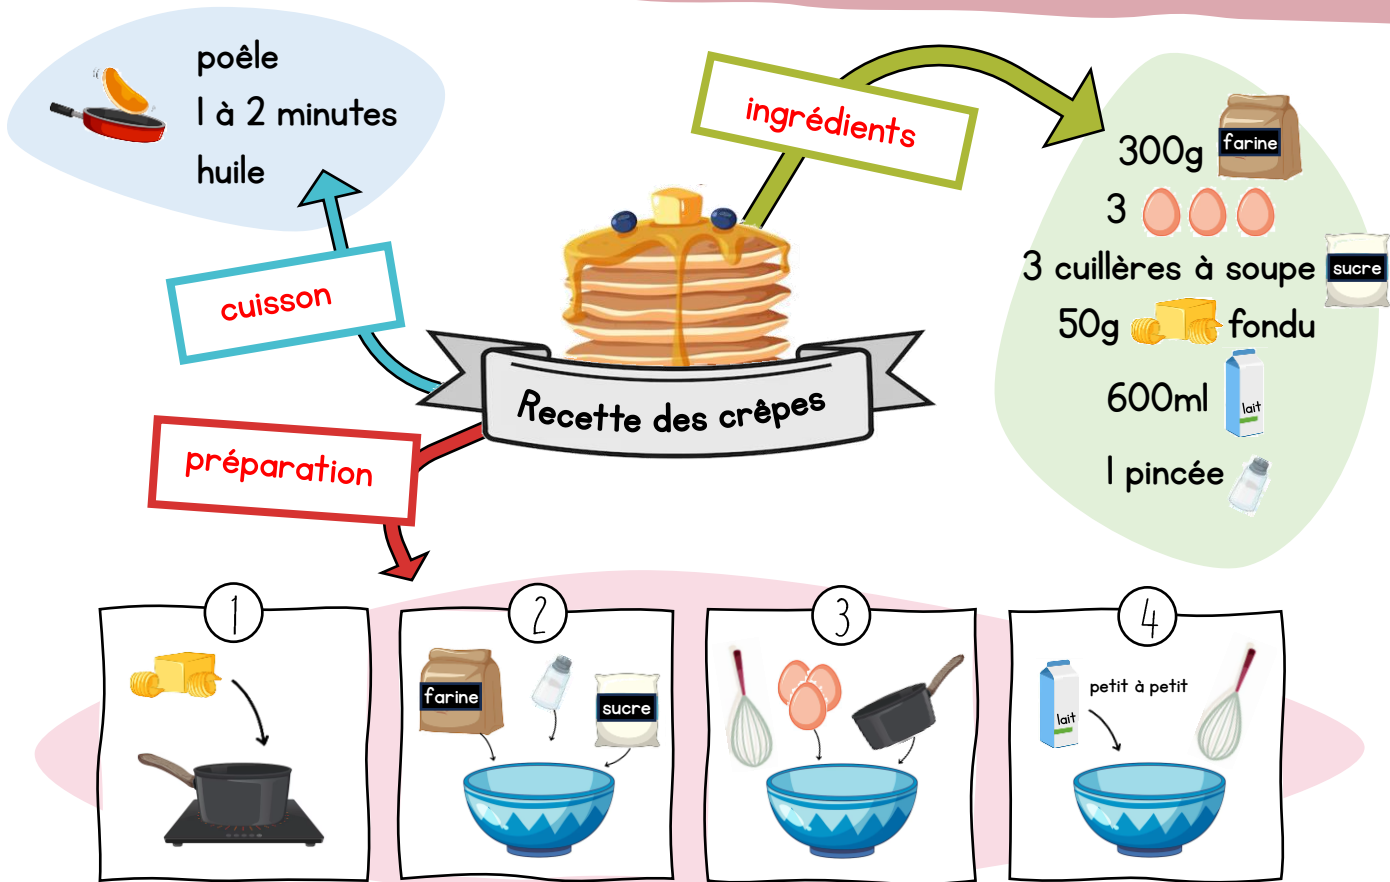 poêle
1 à 2 minutes
huile
cuisson
ingrédients
300g farine
3
3 cuillères à soupe sucre
50g fondu
600ml lait
1 pincée
Recette des crêpes
préparation
1
farine
sucre
2
3
4
lait
petit à petit